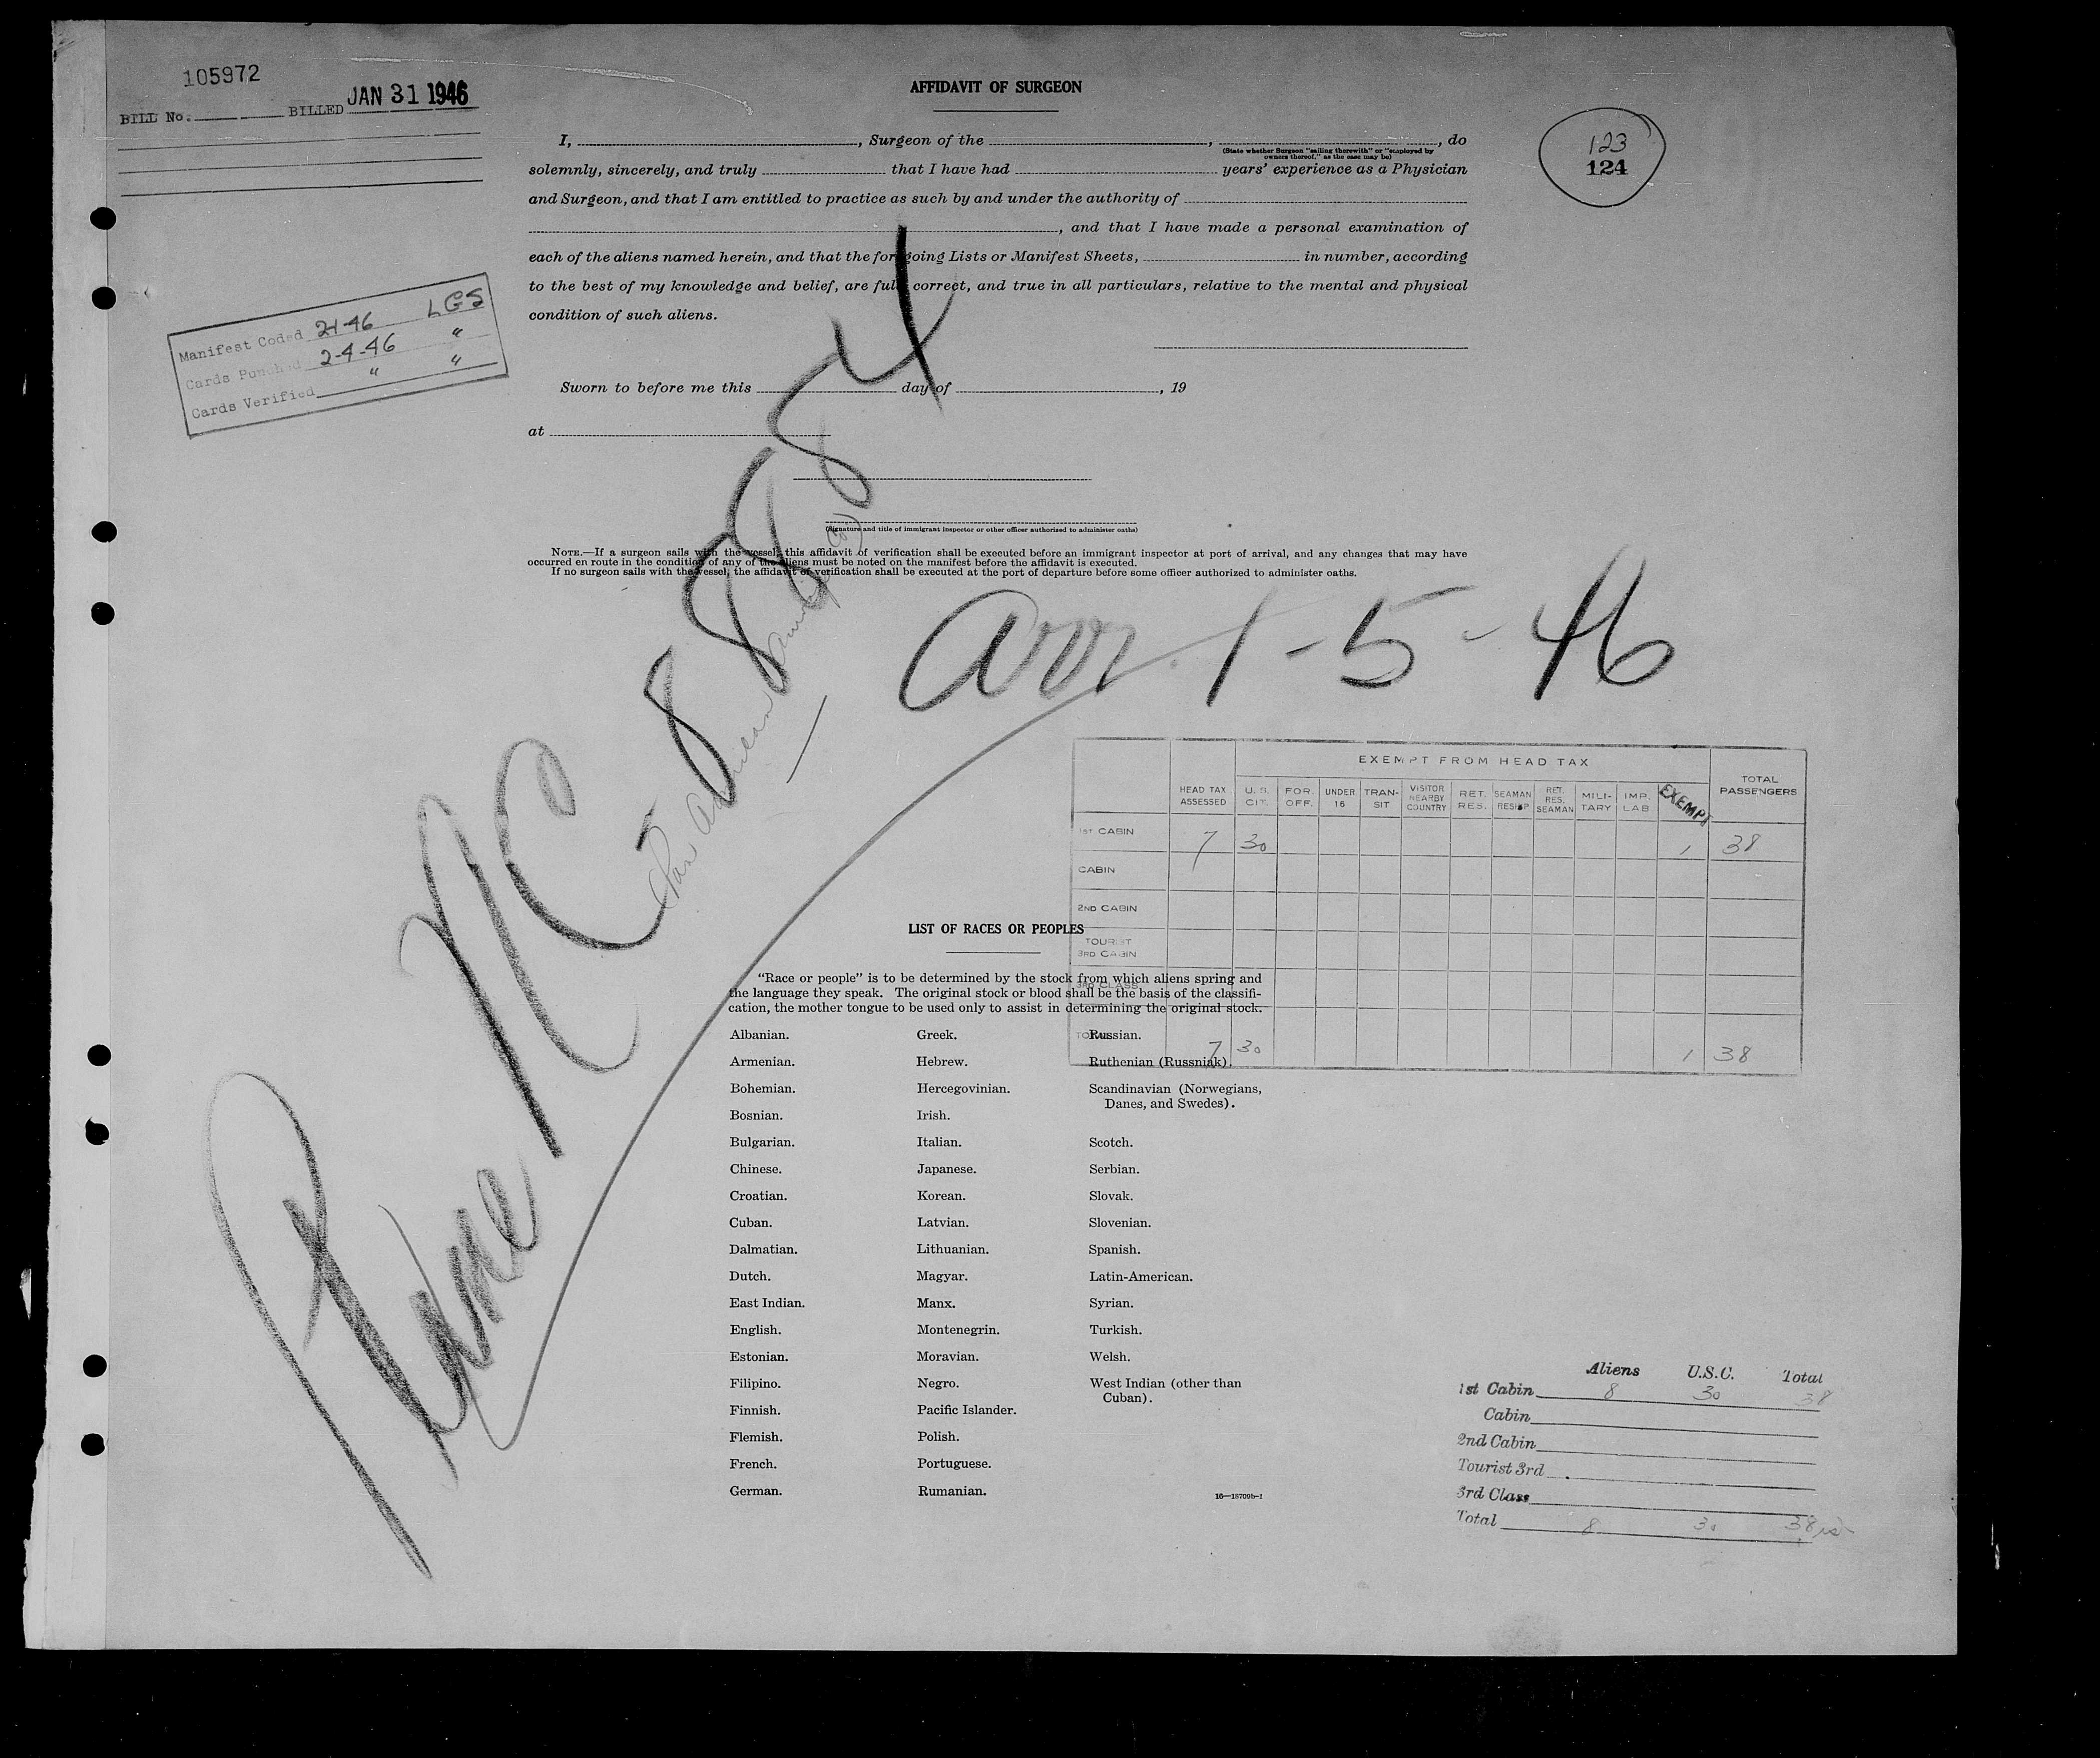 105972
BILL No. BILLED JAN 31 1946
AFFIDAVIT OF SURGEON
123
124
I, , Surgeon of the , , do
(State whether Surgeon "sailing therewith" or "employed by
owners thereof," as the case may be)
solemnly, sincerely, and truly that I have had years' experience as a Physician
and Surgeon, and that I am entitled to practice as such by and under the authority of
, and that I have made a personal examination of
each of the aliens named herein, and that the foregoing Lists or Manifest Sheets, in number, according
to the best of my knowledge and belief, are full, correct, and true in all particulars, relative to the mental and physical
condition of such aliens.
Manifest Coded 2-1-46 LGS
Cards Punched 2-4-46 "
Cards Verified " "
Sworn to before me this day of , 19
at
(Signature and title of immigrant inspector or other officer authorized to administer oaths)
NOTE.—If a surgeon sails with the vessel, this affidavit of verification shall be executed before an immigrant inspector at port of arrival, and any changes that may have
occurred en route in the condition of any of the aliens must be noted on the manifest before the affidavit is executed.
If no surgeon sails with the vessel, the affidavit of verification shall be executed at the port of departure before some officer authorized to administer oaths.
Plane NC-88884
Arr. 1-5-46
EXEMPT FROM HEAD TAX
HEAD TAX ASSESSED U.S. CIT. FOR. OFF. UNDER 16 TRAN-SIT VISITOR NEARBY COUNTRY RET. RES. SEAMAN RET. RES. SEAMAN MILI-TARY IMP. LAB EXEMPT TOTAL PASSENGERS
1ST CABIN 7 30 1 38
CABIN
2ND CABIN
TOURIST
3RD CABIN
3RD CLASS
TOTAL 7 30 1 38
LIST OF RACES OR PEOPLES
"Race or people" is to be determined by the stock from which aliens spring and
the language they speak. The original stock or blood shall be the basis of the classifi-
cation, the mother tongue to be used only to assist in determining the original stock.
Albanian. Greek. Russian.
Armenian. Hebrew. Ruthenian (Russniak).
Bohemian. Hercegovinian. Scandinavian (Norwegians,
Danes, and Swedes).
Bosnian. Irish.
Bulgarian. Italian. Scotch.
Chinese. Japanese. Serbian.
Croatian. Korean. Slovak.
Cuban. Latvian. Slovenian.
Dalmatian. Lithuanian. Spanish.
Dutch. Magyar. Latin-American.
East Indian. Manx. Syrian.
English. Montenegrin. Turkish.
Estonian. Moravian. Welsh.
Filipino. Negro. West Indian (other than
Cuban).
Finnish. Pacific Islander.
Flemish. Polish.
French. Portuguese.
German. Rumanian.
16—18709b-1
Aliens U.S.C. Total
1st Cabin 8 30 38
Cabin
2nd Cabin
Tourist 3rd
3rd Class
Total 8 30 38